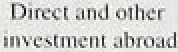 Direct and other
investment abroad